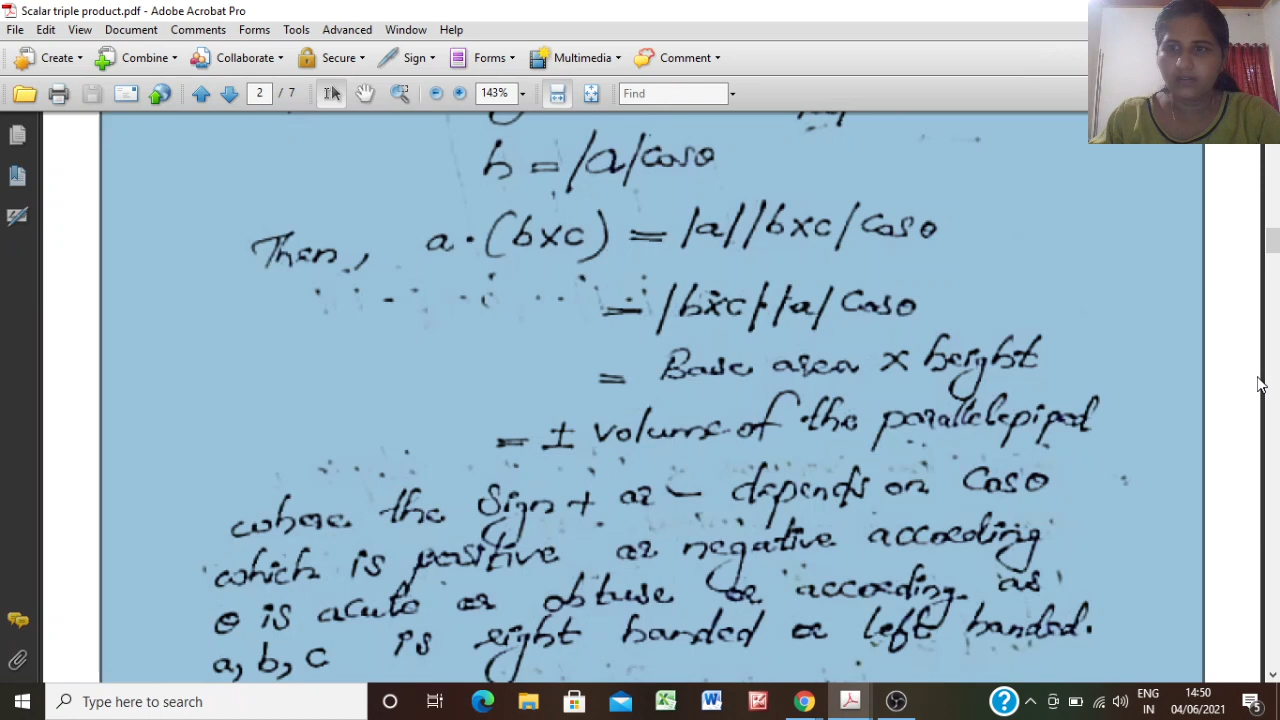 Scalar triple product.pdf - Adobe Acrobat Pro
File Edit View Document Comments Forms Tools Advanced Window Help
Create Combine Collaborate Secure Sign Forms Multimedia Comment
2 / 7 143% Find
h = |a| cosθ
Then, a·(b×c) = |a||b×c| cosθ
= |b×c|·|a| cosθ
= Base area × height
= ± volume of the parallelepiped
where the sign + or - depends on cosθ
which is positive or negative according
θ is acute or obtuse or according as
a, b, c is right handed or left handed.
Type here to search
ENG 14:50
IN 04/06/2021 5